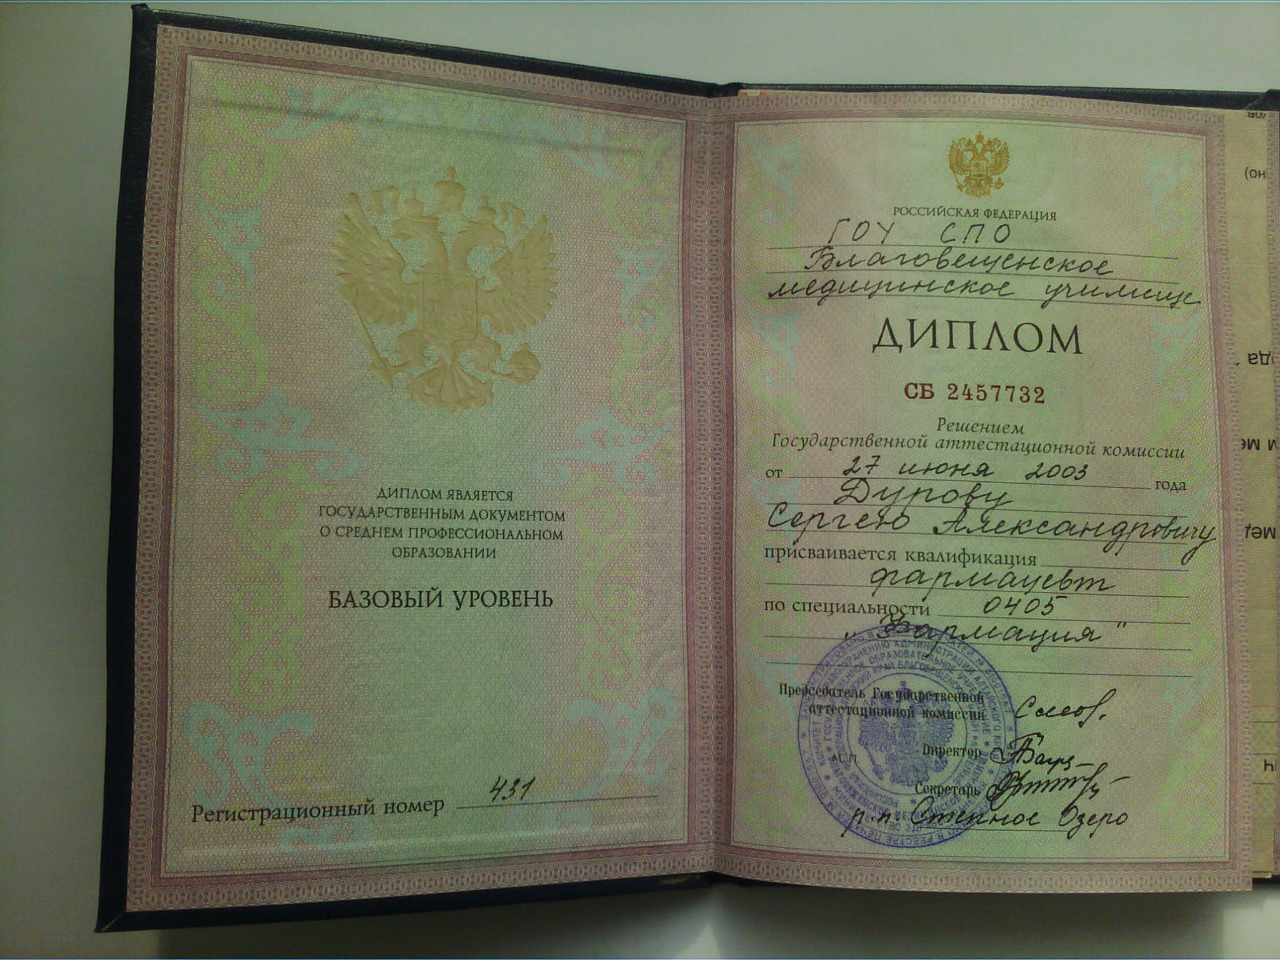 ДИПЛОМ ЯВЛЯЕТСЯ
ГОСУДАРСТВЕННЫМ ДОКУМЕНТОМ
О СРЕДНЕМ ПРОФЕССИОНАЛЬНОМ
ОБРАЗОВАНИИ
БАЗОВЫЙ УРОВЕНЬ
Регистрационный номер 431
РОССИЙСКАЯ ФЕДЕРАЦИЯ
ГОУ СПО
Благовещенское
медицинское училище
ДИПЛОМ
СБ 2457732
Решением
Государственной аттестационной комиссии
от 27 июня 2003 года
Дурову
Сергею Александровичу
присваивается квалификация
фармацевт
по специальности 0405
„Фармация"
Председатель Государственной
аттестационной комиссии
Директор
Секретарь
р.п. Степное Озеро